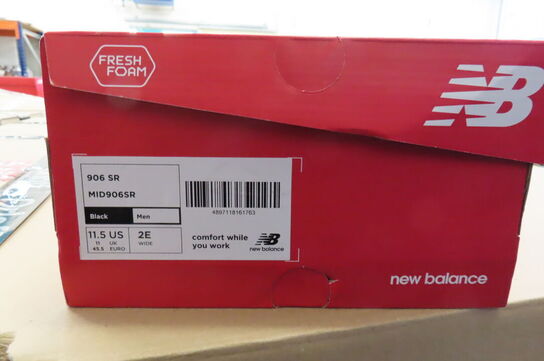 FRESH
FOAM
NB
906 SR
MID906SR
Black Men
4897118161763
11.5 US 2E
11 UK WIDE
45.5 EURO
comfort while
you work
NB
new balance
new balance